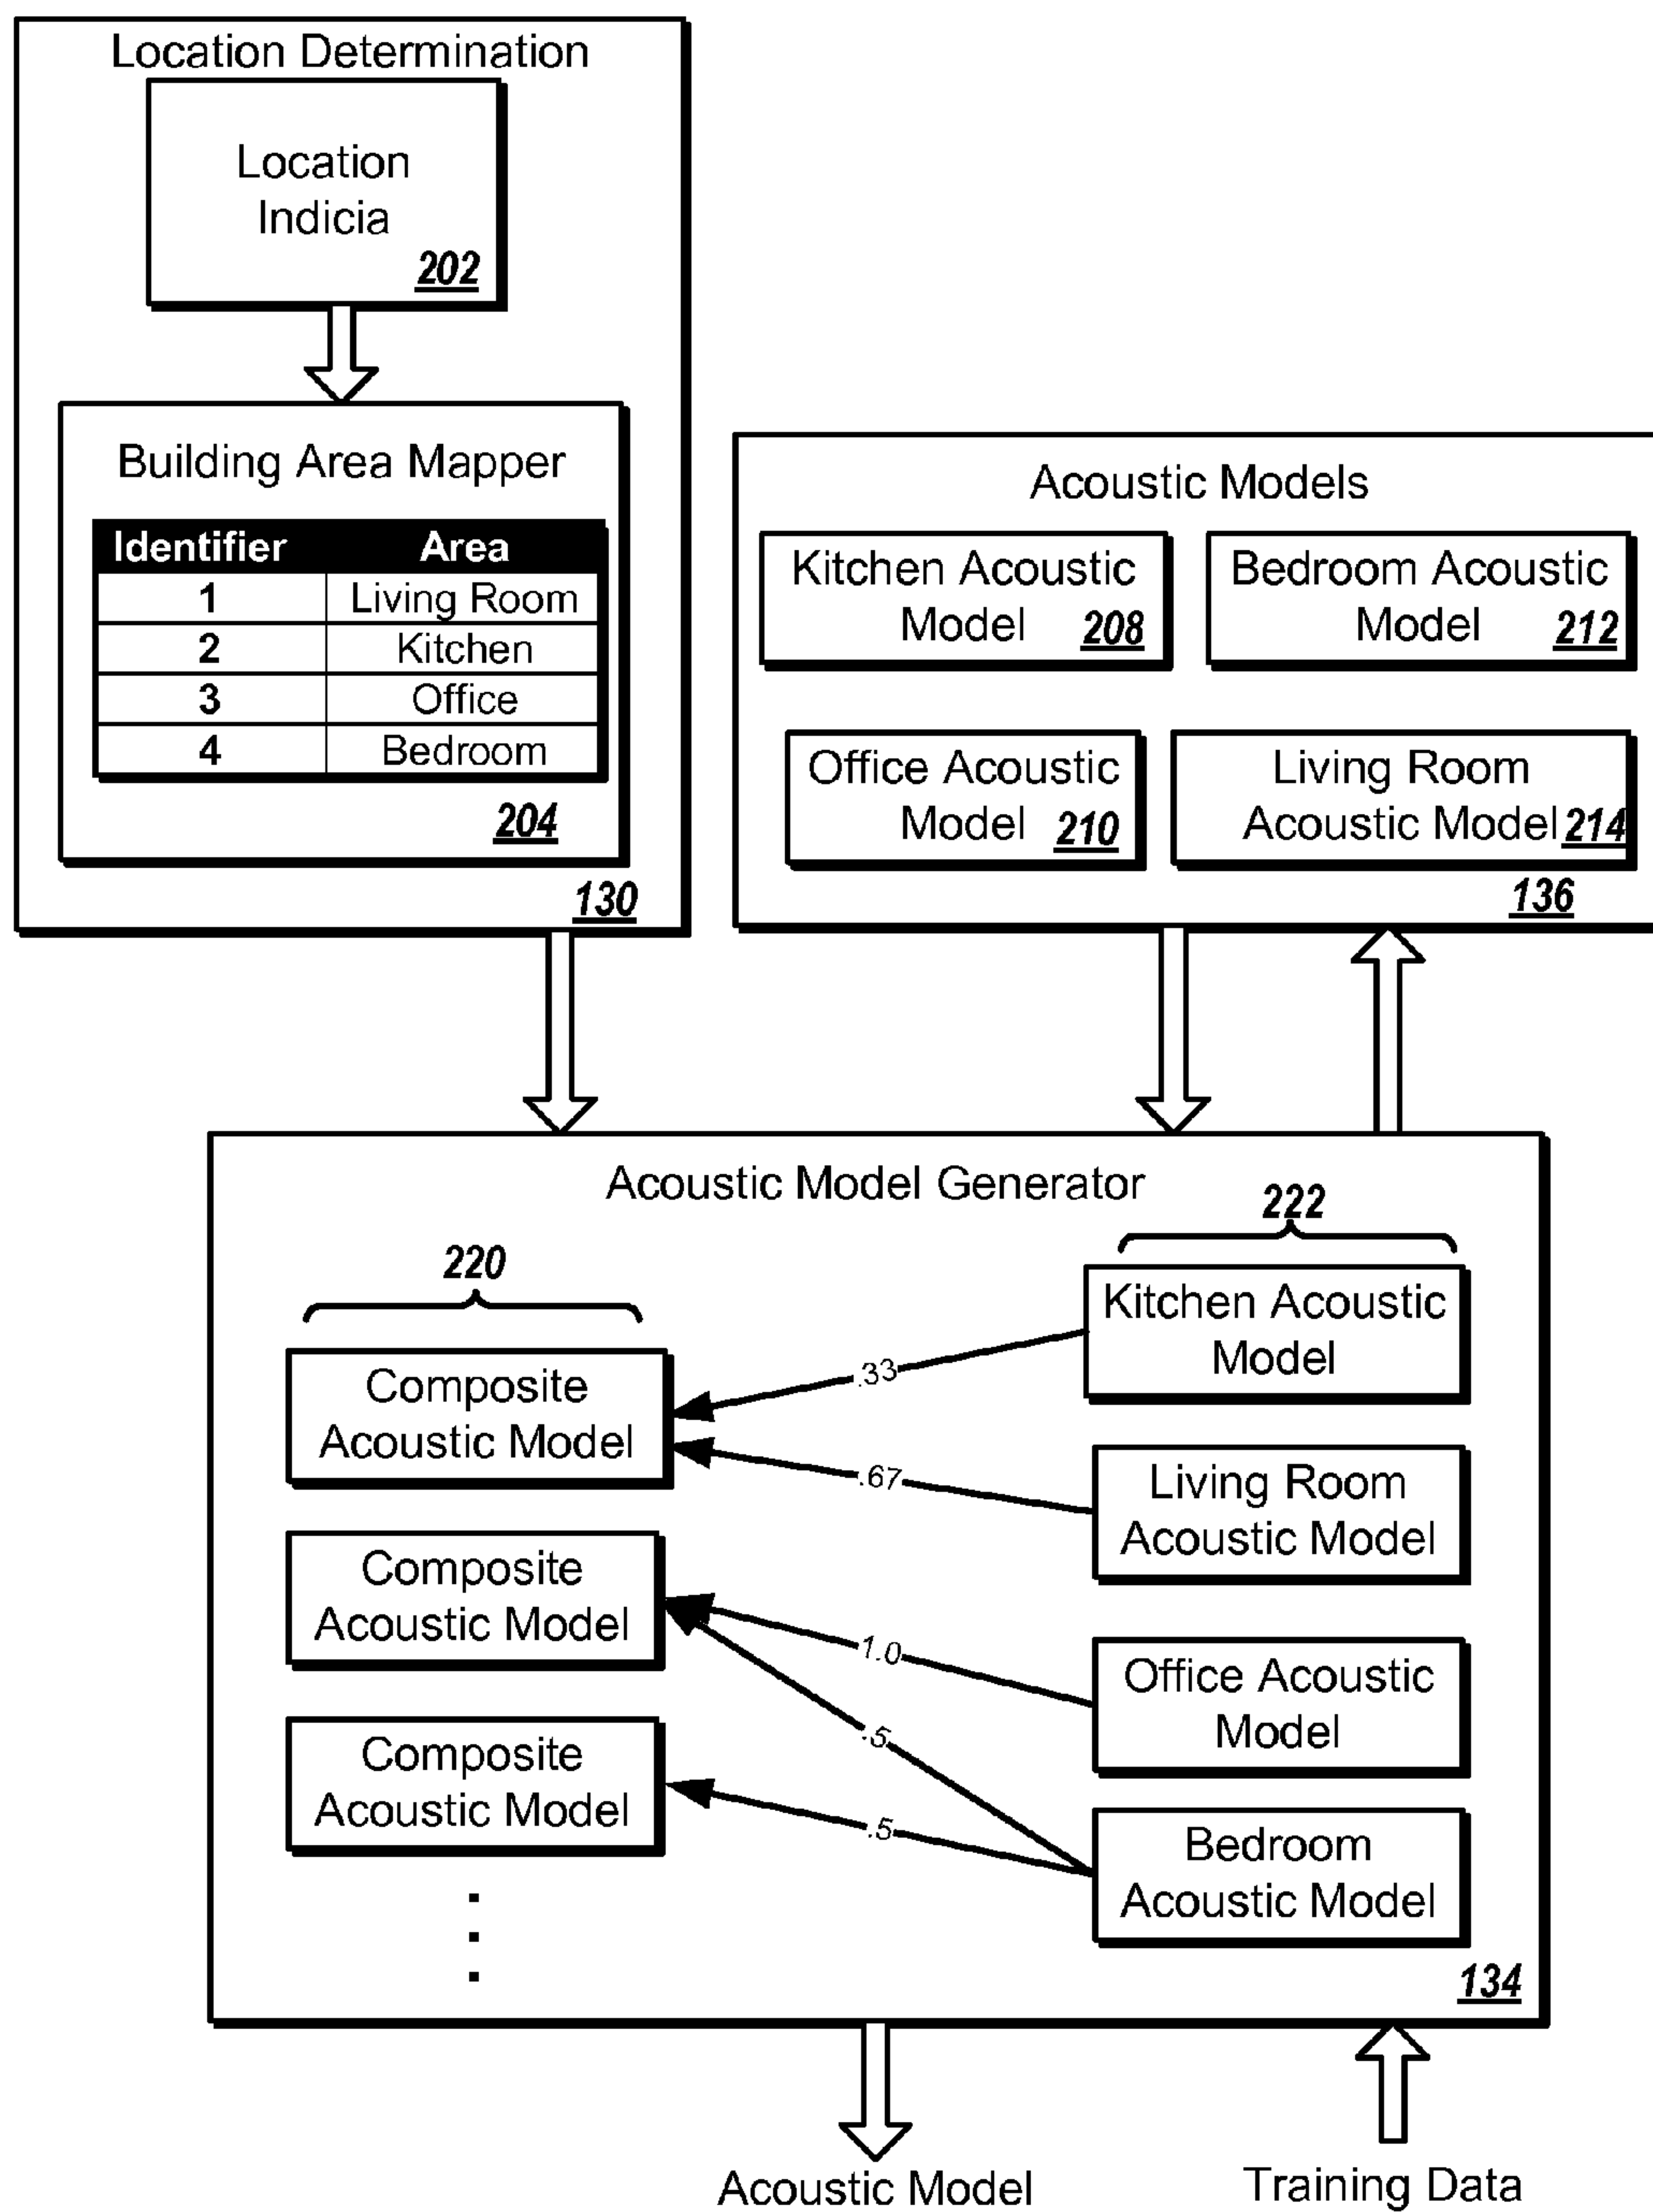 Location Determination
Location
Indicia
202
Building Area Mapper
Identifier Area
1 Living Room
2 Kitchen
3 Office
4 Bedroom
204
130
Acoustic Models
Kitchen Acoustic
Model 208
Bedroom Acoustic
Model 212
Office Acoustic
Model 210
Living Room
Acoustic Model 214
136
Acoustic Model Generator
220
222
Composite
Acoustic Model
Composite
Acoustic Model
Composite
Acoustic Model
.33
.67
1.0
.5
.5
Kitchen Acoustic
Model
Living Room
Acoustic Model
Office Acoustic
Model
Bedroom
Acoustic Model
134
Acoustic Model
Training Data